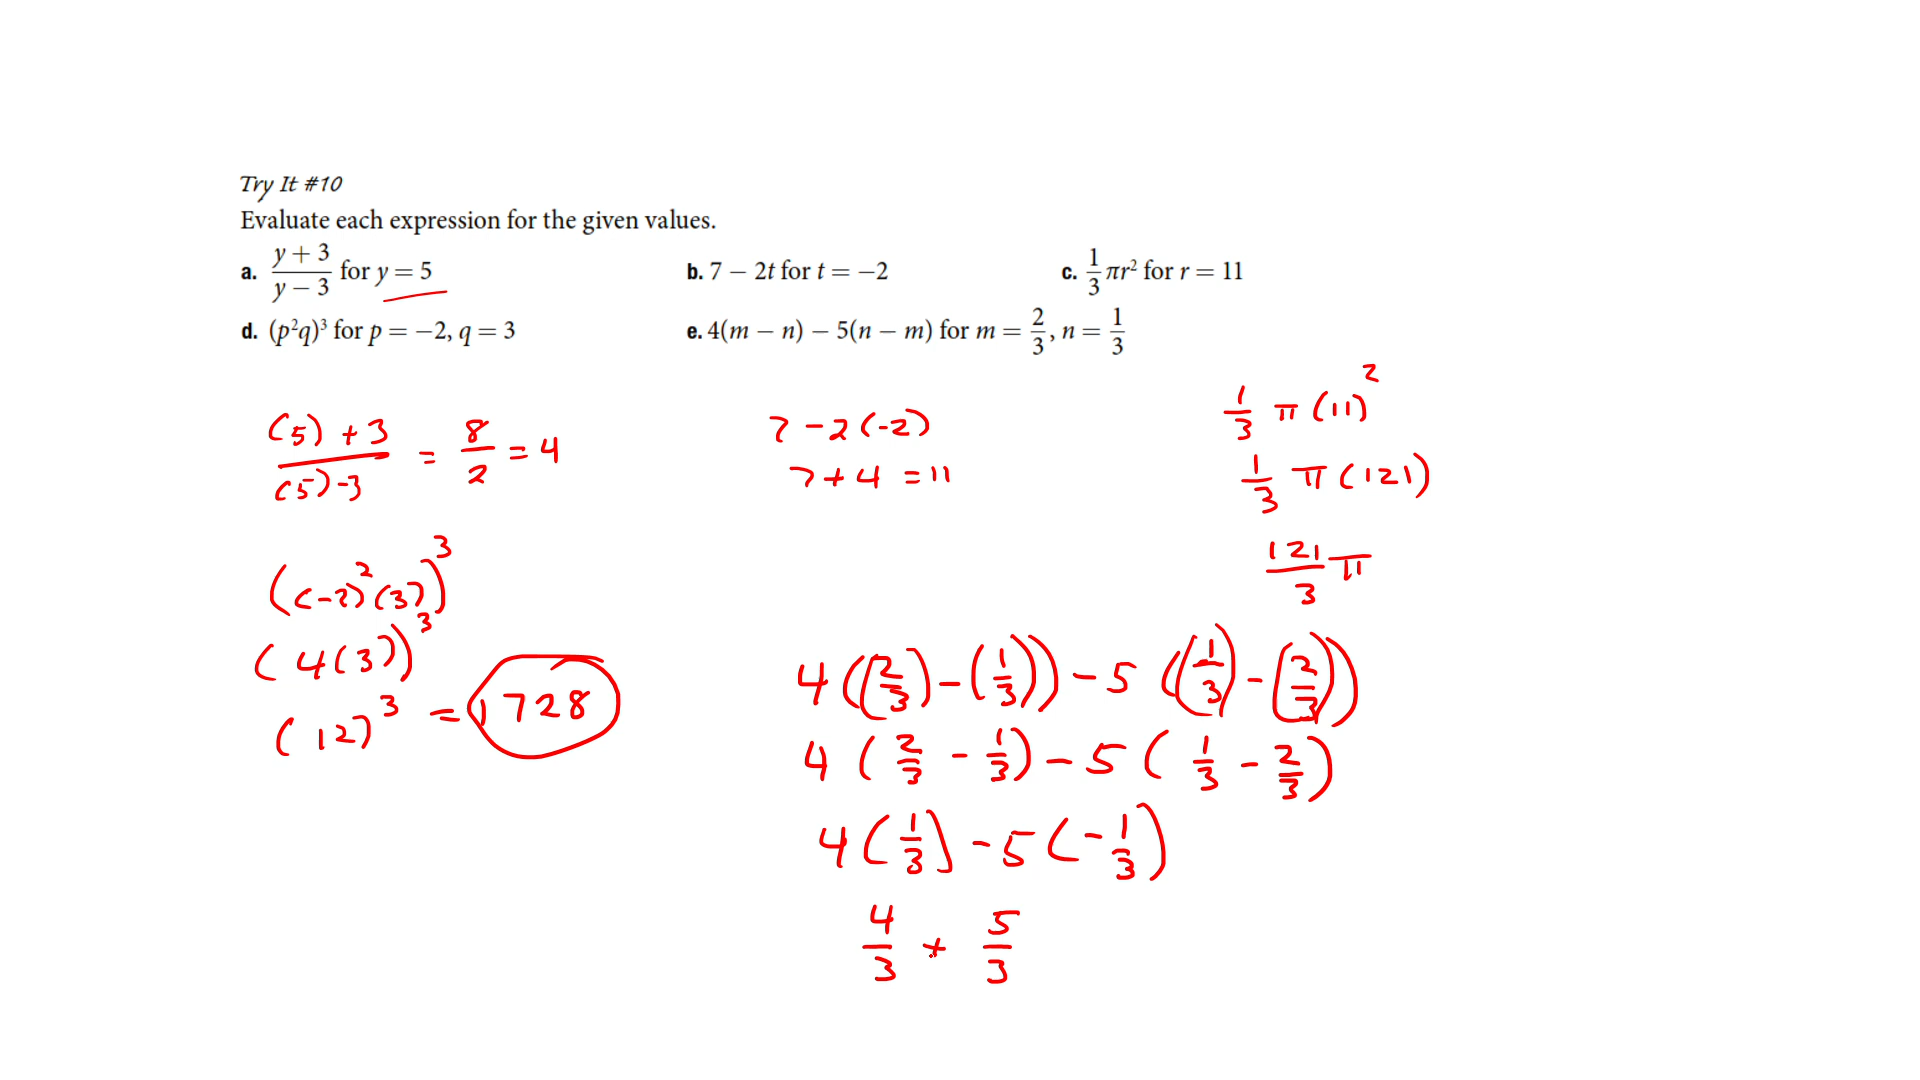 Try It #10
Evaluate each expression for the given values.
a. (y + 3)/(y − 3) for y = 5
b. 7 − 2t for t = −2
c. 1/3 πr² for r = 11
d. (p²q)³ for p = −2, q = 3
e. 4(m − n) − 5(n − m) for m = 2/3, n = 1/3
((5) + 3)/((5) - 3) = 8/2 = 4
7 - 2(-2)
7 + 4 = 11
1/3 π (11)²
1/3 π (121)
121/3 π
((-2)²(3))³
(4(3))³
(12)³ = 1728
4((2/3) - (1/3)) - 5((1/3) - (2/3))
4(2/3 - 1/3) - 5(1/3 - 2/3)
4(1/3) - 5(-1/3)
4/3 + 5/3